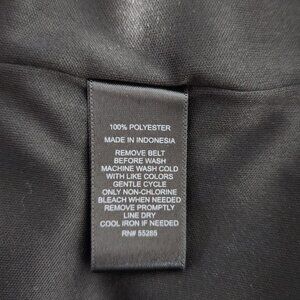 100% POLYESTER
MADE IN INDONESIA
REMOVE BELT
BEFORE WASH
MACHINE WASH COLD
WITH LIKE COLORS
GENTLE CYCLE
ONLY NON-CHLORINE
BLEACH WHEN NEEDED
REMOVE PROMPTLY
LINE DRY
COOL IRON IF NEEDED
RN# 55285